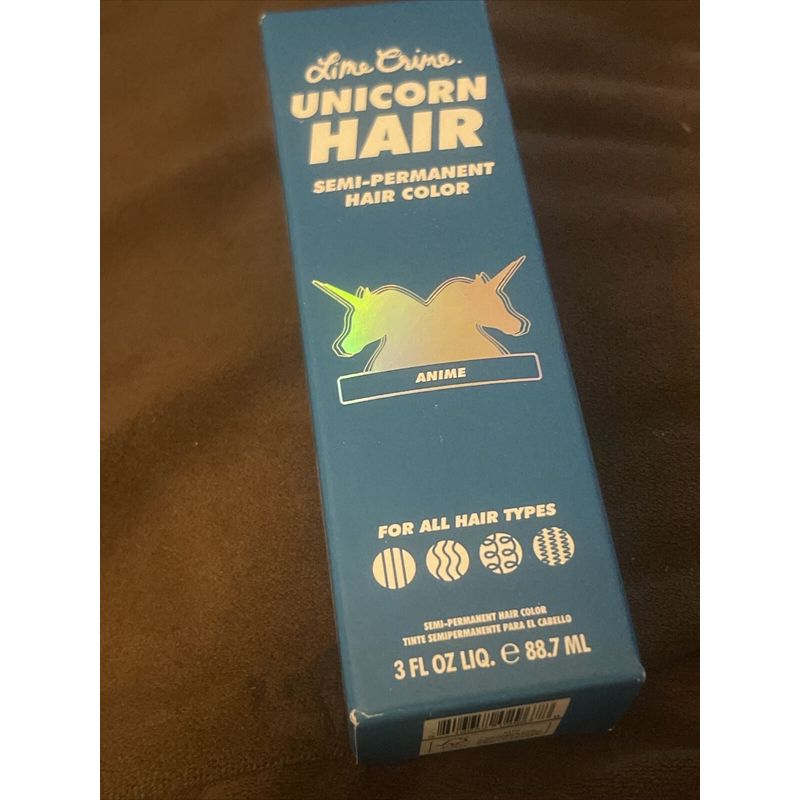 Lime Crime.
UNICORN
HAIR
SEMI-PERMANENT
HAIR COLOR
ANIME
FOR ALL HAIR TYPES
SEMI-PERMANENT HAIR COLOR
TINTE SEMIPERMANENTE PARA EL CABELLO
3 FL OZ LIQ. ℮ 88.7 ML